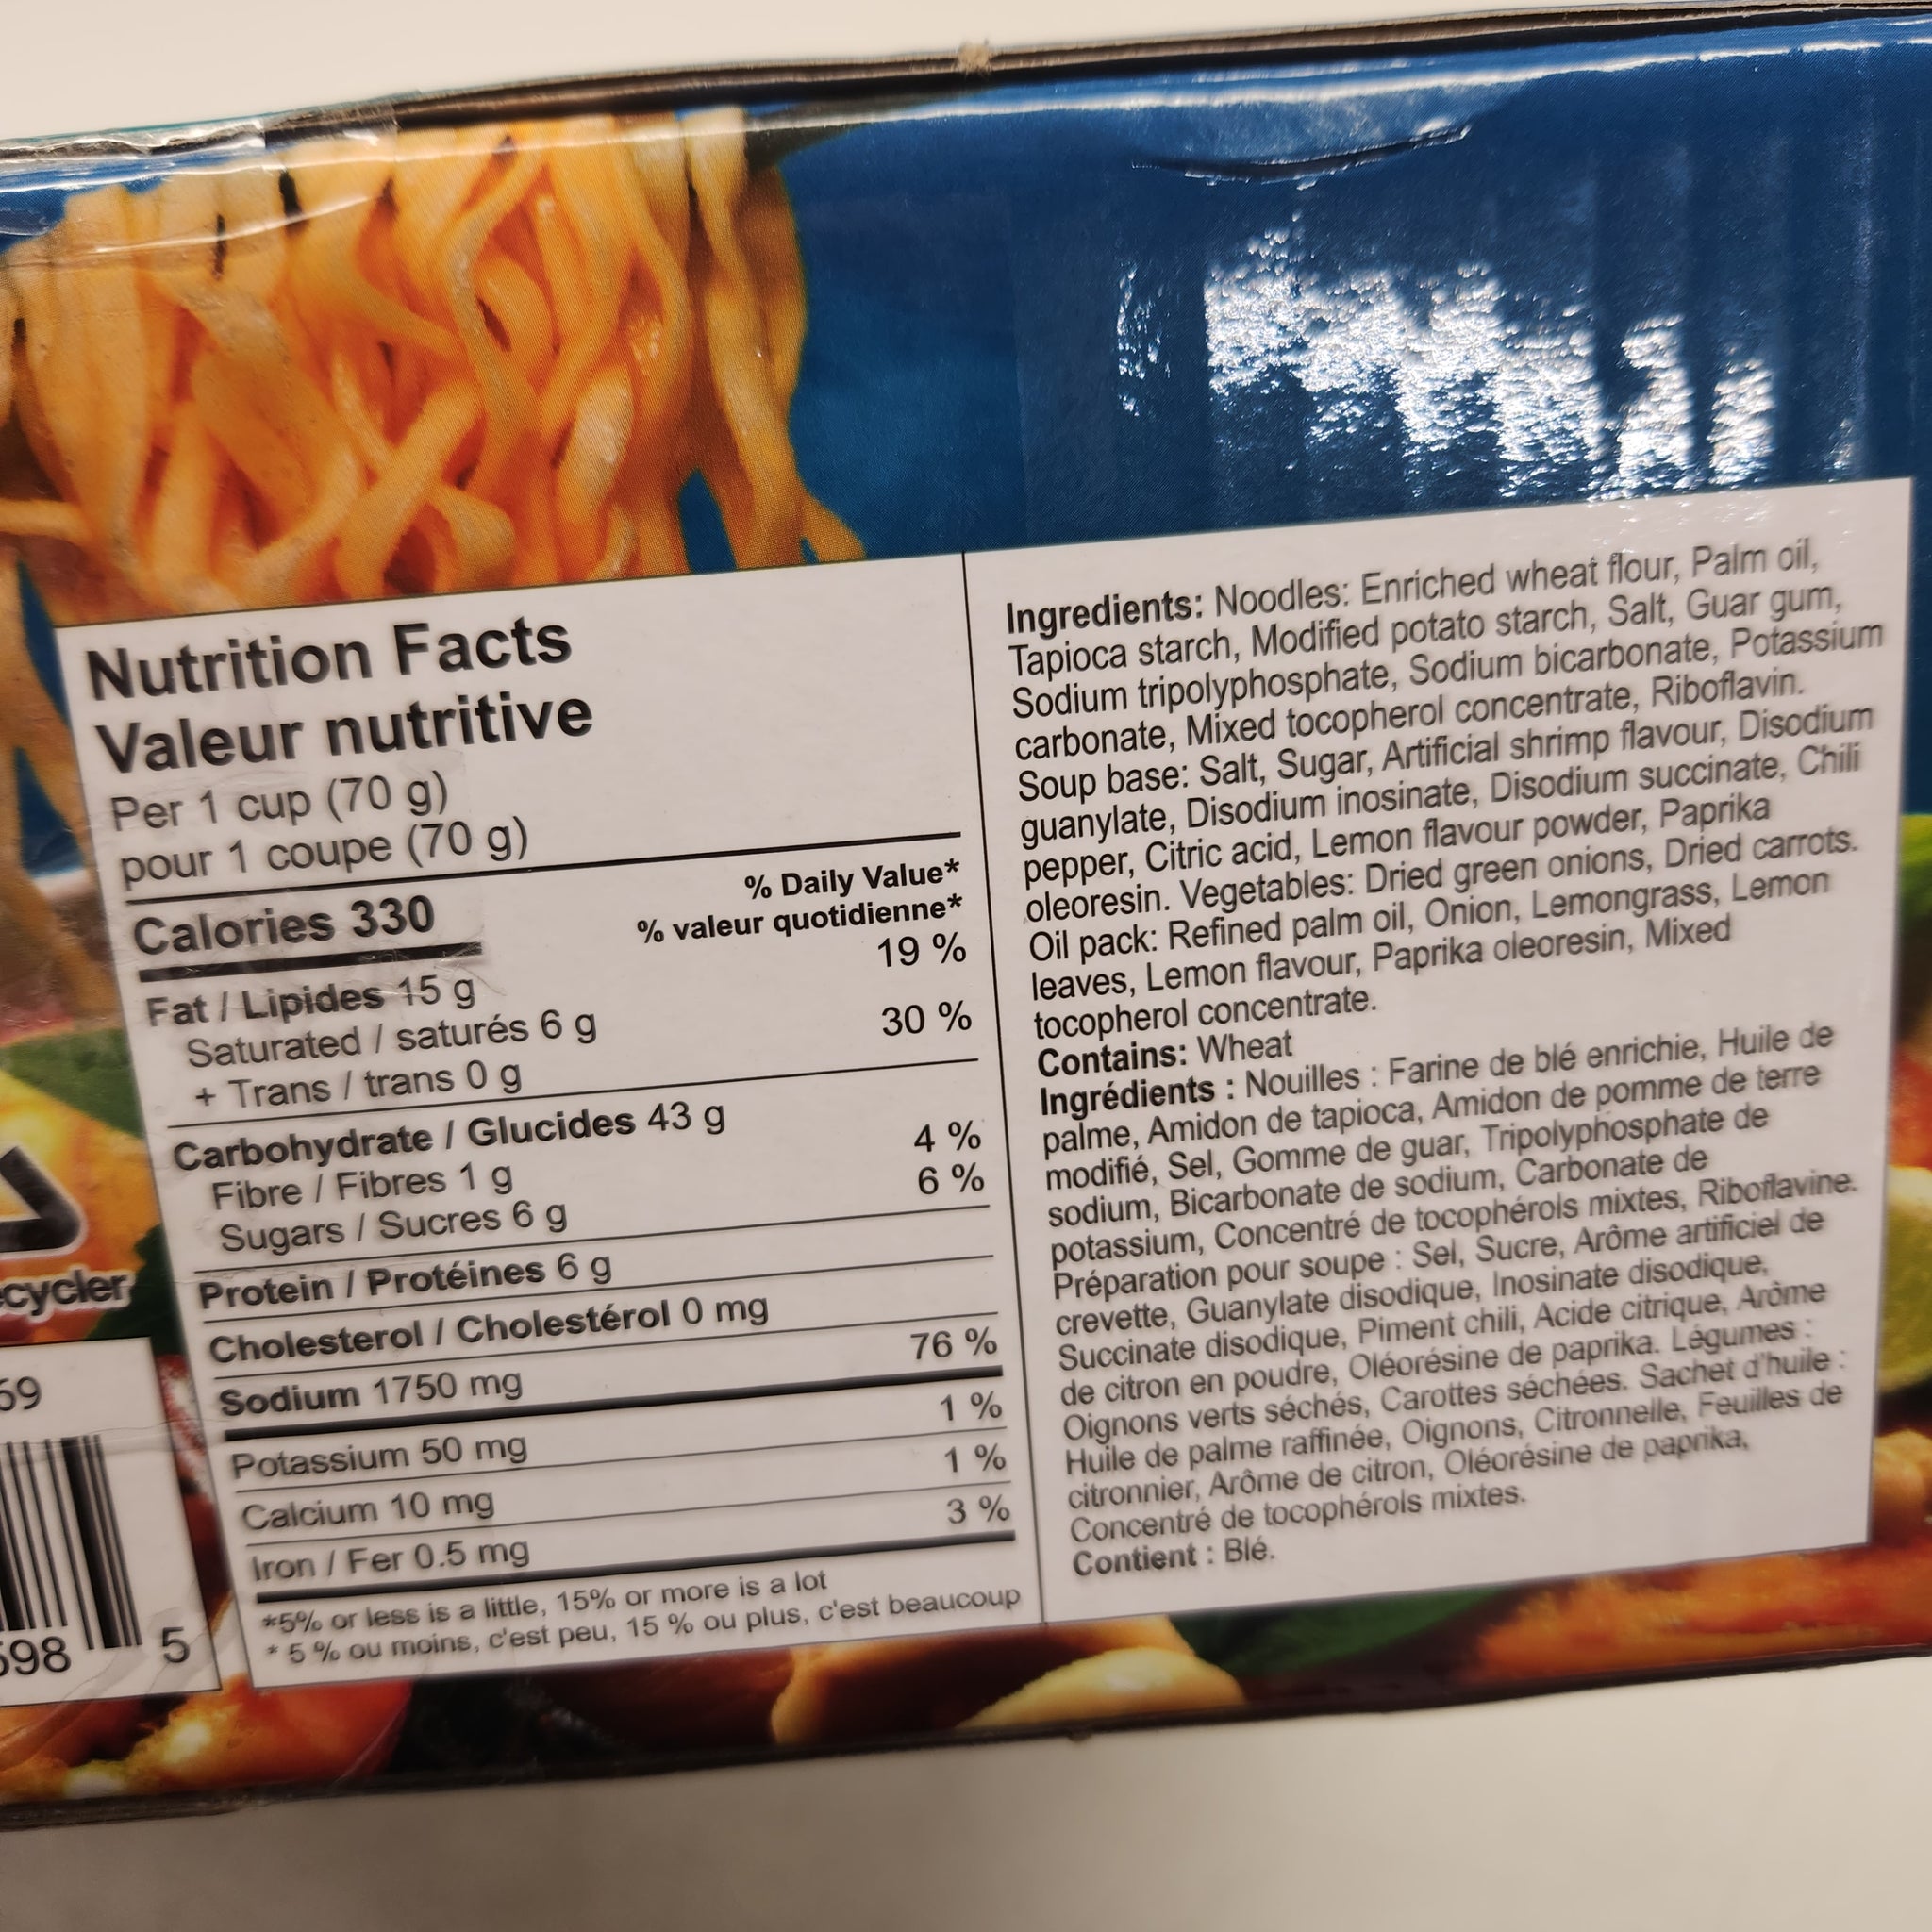 Nutrition Facts
Valeur nutritive
Per 1 cup (70 g)
pour 1 coupe (70 g)
% Daily Value*
% valeur quotidienne*
Calories 330
Fat / Lipides 15 g 19 %
Saturated / saturés 6 g 30 %
+ Trans / trans 0 g
Carbohydrate / Glucides 43 g
Fibre / Fibres 1 g 4 %
Sugars / Sucres 6 g 6 %
Protein / Protéines 6 g
Cholesterol / Cholestérol 0 mg
Sodium 1750 mg 76 %
Potassium 50 mg 1 %
Calcium 10 mg 1 %
Iron / Fer 0.5 mg 3 %
*5% or less is a little, 15% or more is a lot
* 5 % ou moins, c'est peu, 15 % ou plus, c'est beaucoup
Ingredients: Noodles: Enriched wheat flour, Palm oil,
Tapioca starch, Modified potato starch, Salt, Guar gum,
Sodium tripolyphosphate, Sodium bicarbonate, Potassium
carbonate, Mixed tocopherol concentrate, Riboflavin.
Soup base: Salt, Sugar, Artificial shrimp flavour, Disodium
guanylate, Disodium inosinate, Disodium succinate, Chili
pepper, Citric acid, Lemon flavour powder, Paprika
oleoresin. Vegetables: Dried green onions, Dried carrots.
Oil pack: Refined palm oil, Onion, Lemongrass, Lemon
leaves, Lemon flavour, Paprika oleoresin, Mixed
tocopherol concentrate.
Contains: Wheat
Ingrédients : Nouilles : Farine de blé enrichie, Huile de
palme, Amidon de tapioca, Amidon de pomme de terre
modifié, Sel, Gomme de guar, Tripolyphosphate de
sodium, Bicarbonate de sodium, Carbonate de
potassium, Concentré de tocophérols mixtes, Riboflavine.
Préparation pour soupe : Sel, Sucre, Arôme artificiel de
crevette, Guanylate disodique, Inosinate disodique,
Succinate disodique, Piment chili, Acide citrique, Arôme
de citron en poudre, Oléorésine de paprika. Légumes :
Oignons verts séchés, Carottes séchées. Sachet d'huile :
Huile de palme raffinée, Oignons, Citronnelle, Feuilles de
citronnier, Arôme de citron, Oléorésine de paprika,
Concentré de tocophérols mixtes.
Contient : Blé.
ecycler
69
598 5